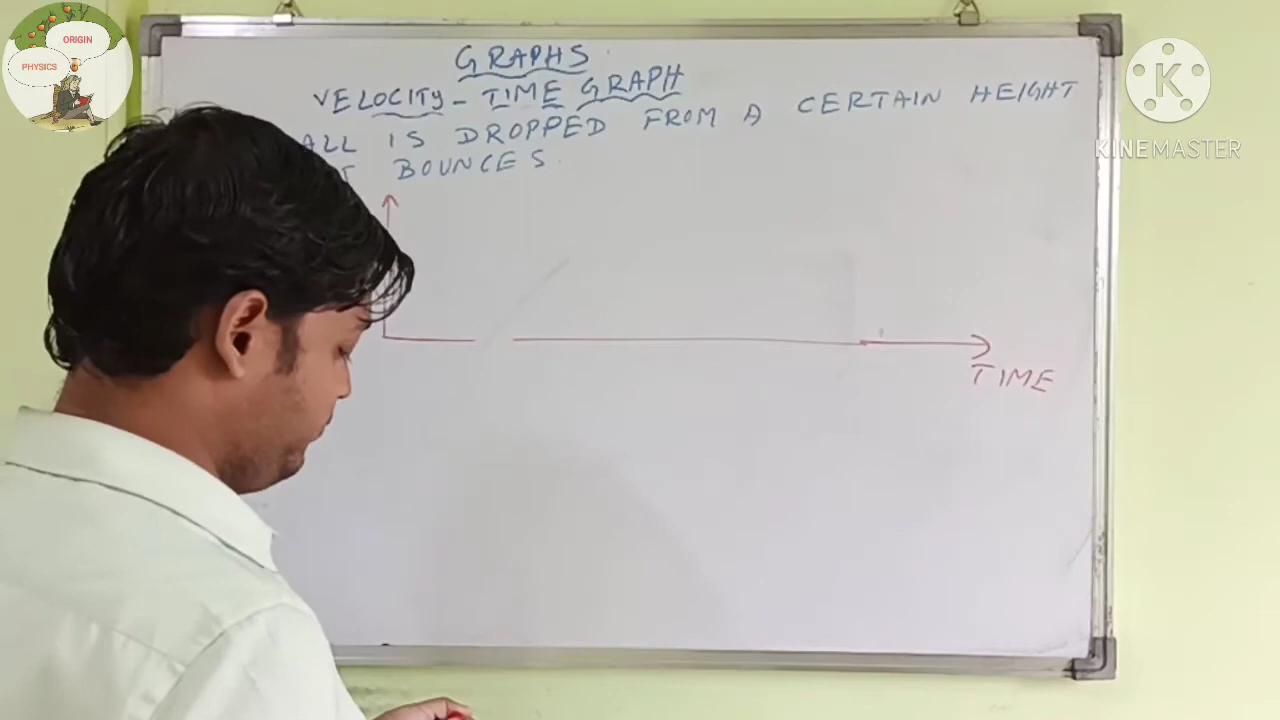 ORIGIN
PHYSICS
GRAPHS
VELOCITY - TIME GRAPH
ALL IS DROPPED FROM A CERTAIN HEIGHT
BOUNCES.
TIME
K
KINEMASTER